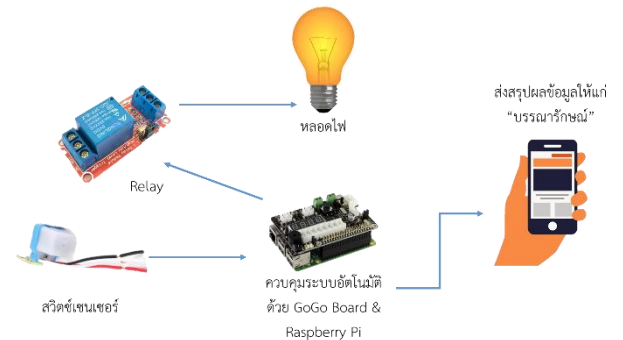 หลอดไฟ
ส่งสรุปผลข้อมูลให้แก่
“บรรณารักษณ์”
Relay
สวิตซ์เซนเซอร์
ควบคุมระบบอัตโนมัติ
ด้วย GoGo Board &
Raspberry Pi